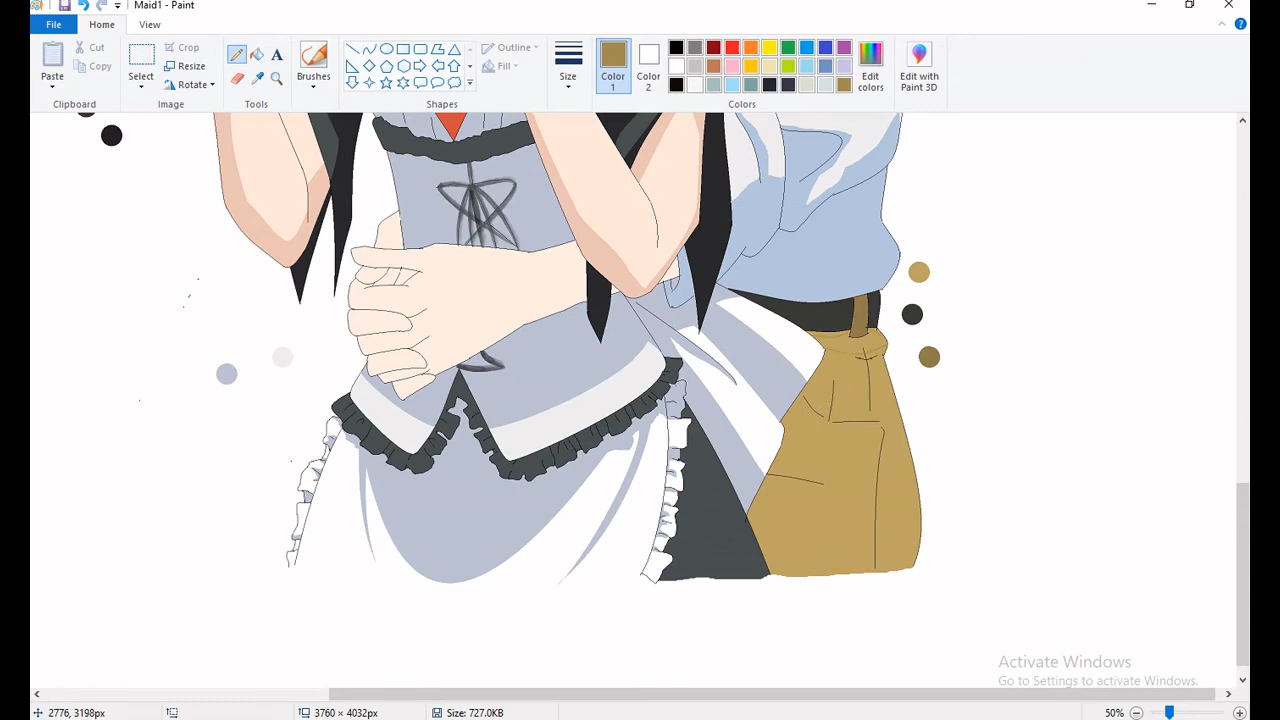 Maid1 - Paint
File Home View
Paste
Cut
Copy
Clipboard
Select
Crop
Resize
Rotate
Image
A
Tools
Brushes
Outline
Fill
Shapes
Size
Color 1
Color 2
Edit colors
Colors
Edit with Paint 3D
Activate Windows
Go to Settings to activate Windows.
2776, 3198px
3760 × 4032px
Size: 727.0KB
50%